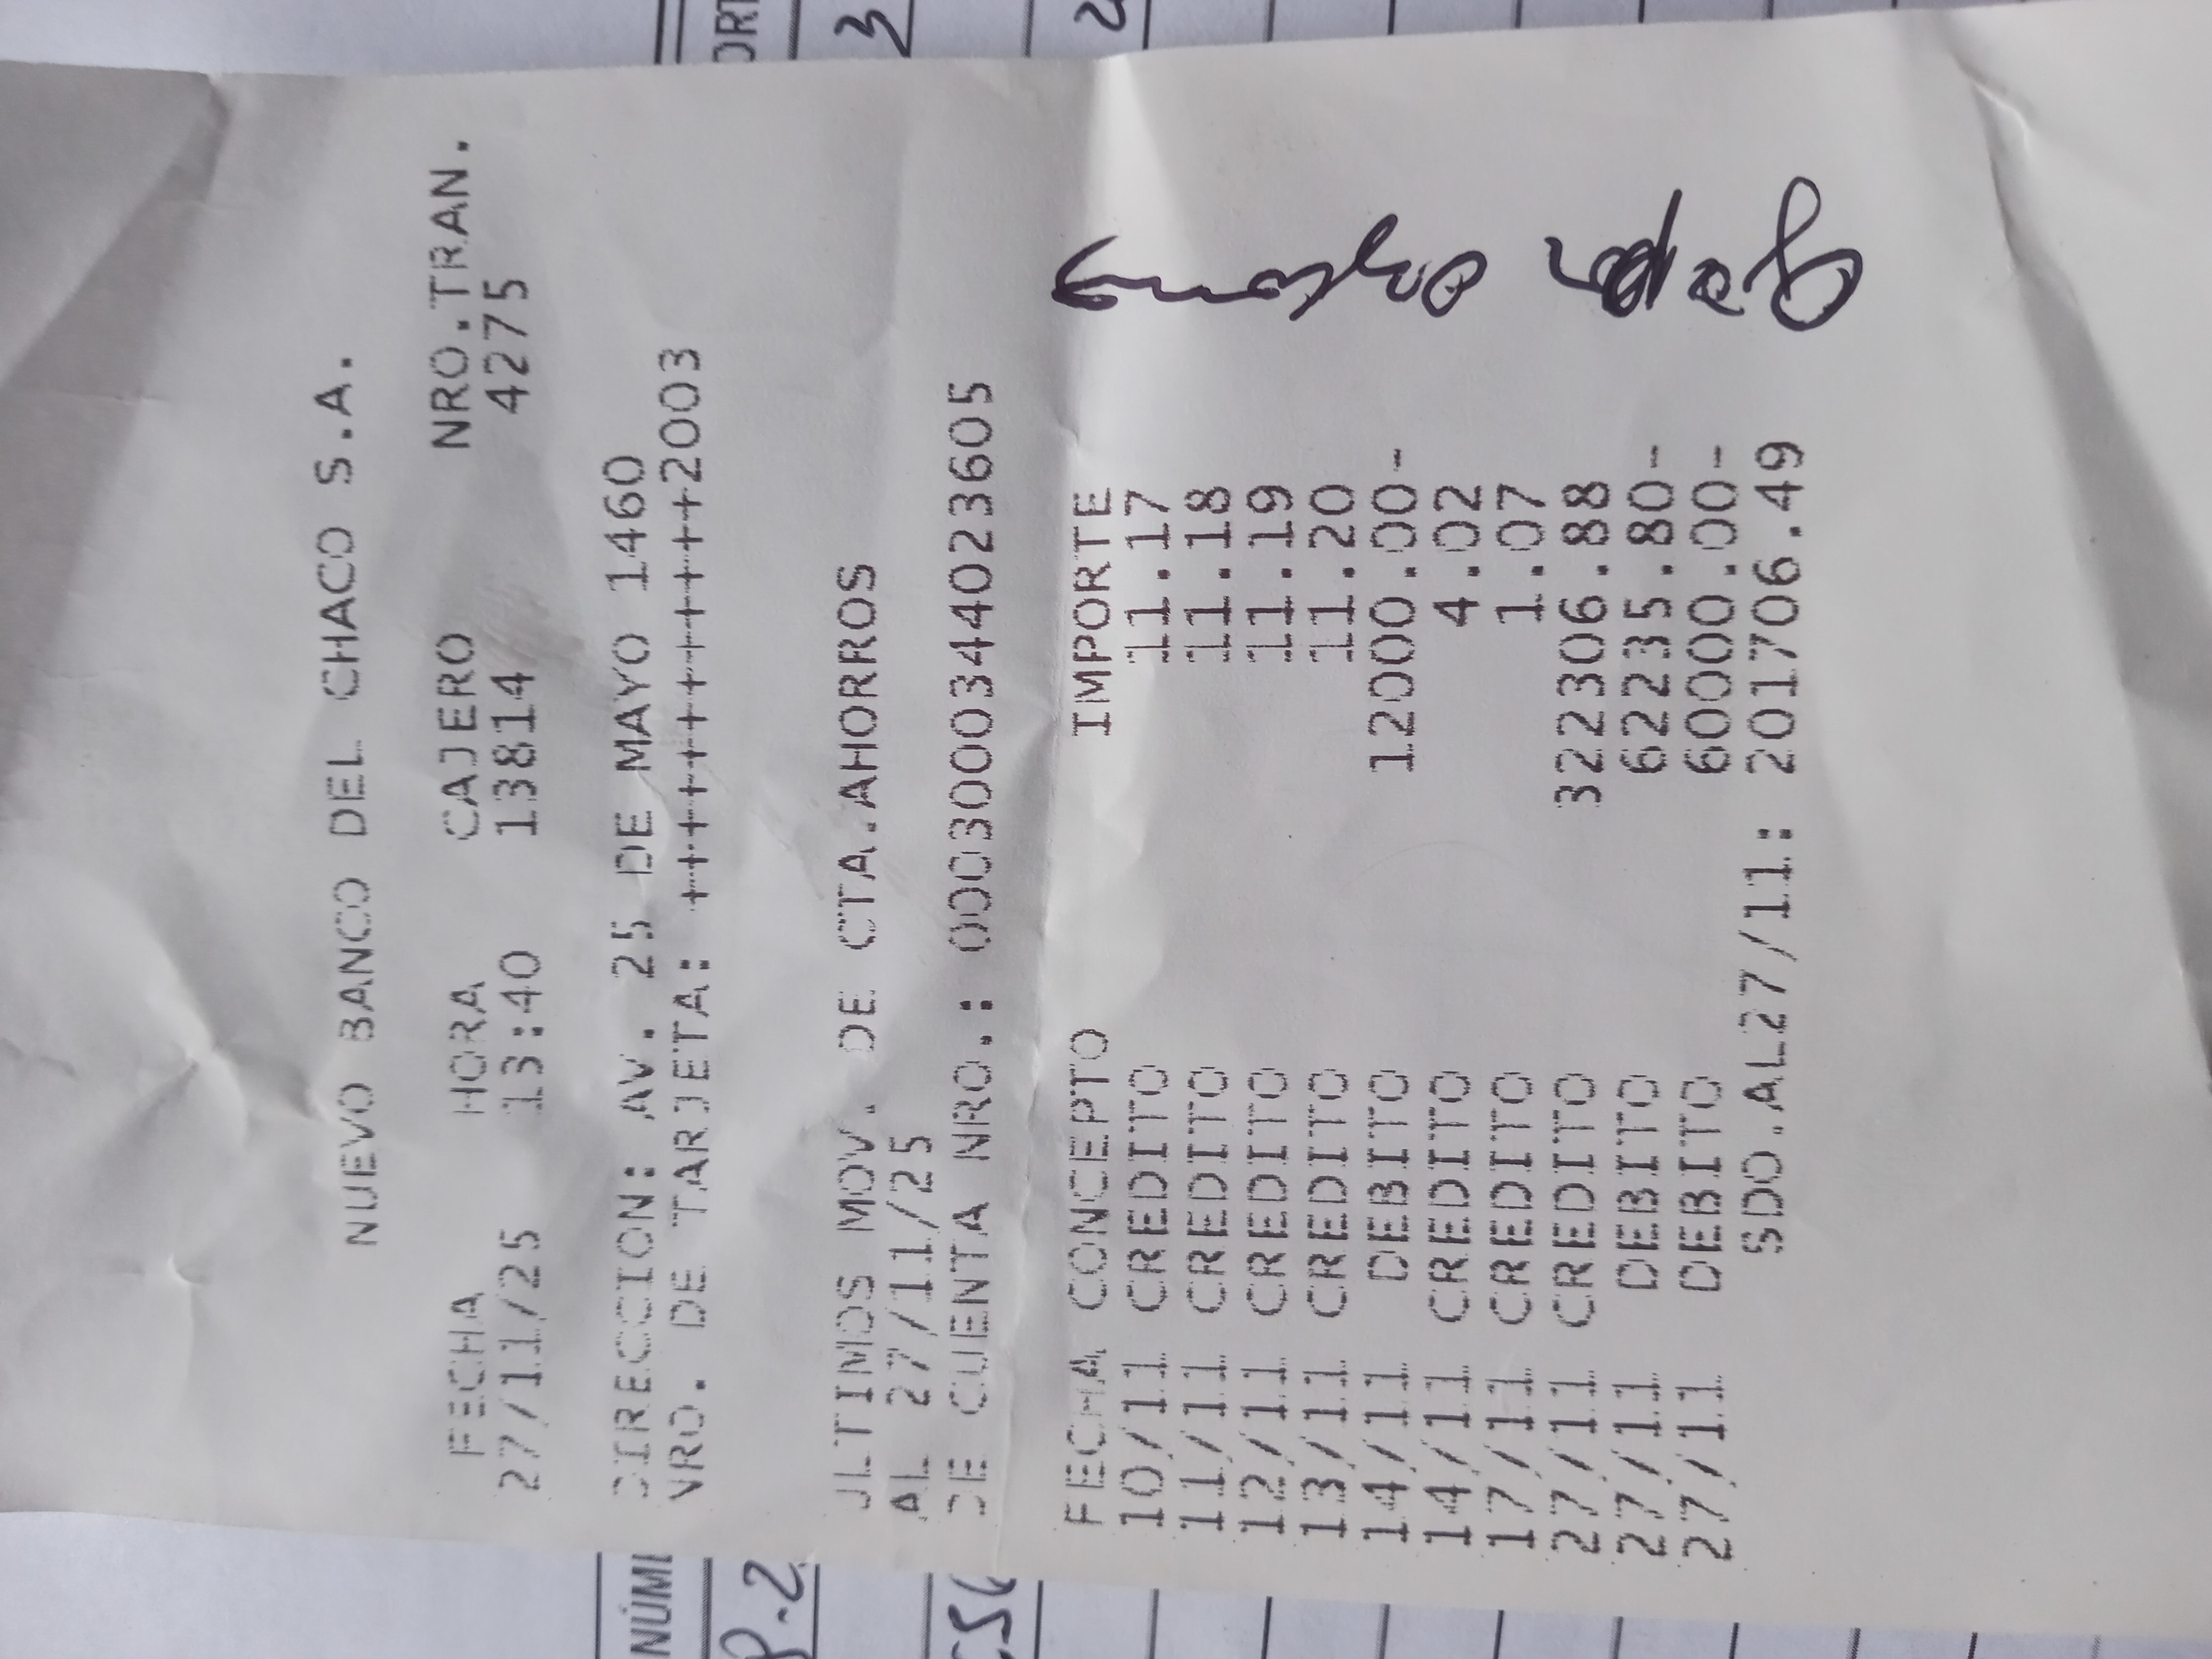 NUEVO BANCO DEL CHACO S.A.
FECHA HORA CAJERO NRO.TRAN.
27/11/25 13:40 13814 4275
DIRECCION: AV. 25 DE MAYO 1460
NRO. DE TARJETA: ++++++++++++2003
ULTIMOS MOV. DE CTA.AHORROS
AL 27/11/25
DE CUENTA NRO.: 000300034402360​5
FECHA CONCEPTO IMPORTE
10/11 CREDITO 11.17
11/11 CREDITO 11.18
12/11 CREDITO 11.19
13/11 CREDITO 11.20
14/11 DEBITO 12000.00-
14/11 CREDITO 4.02
17/11 CREDITO 1.07
27/11 CREDITO 322306.88
27/11 DEBITO 62235.80-
27/11 DEBITO 60000.00-
SDO.AL27/11: 201706.49
NÚME
ORT